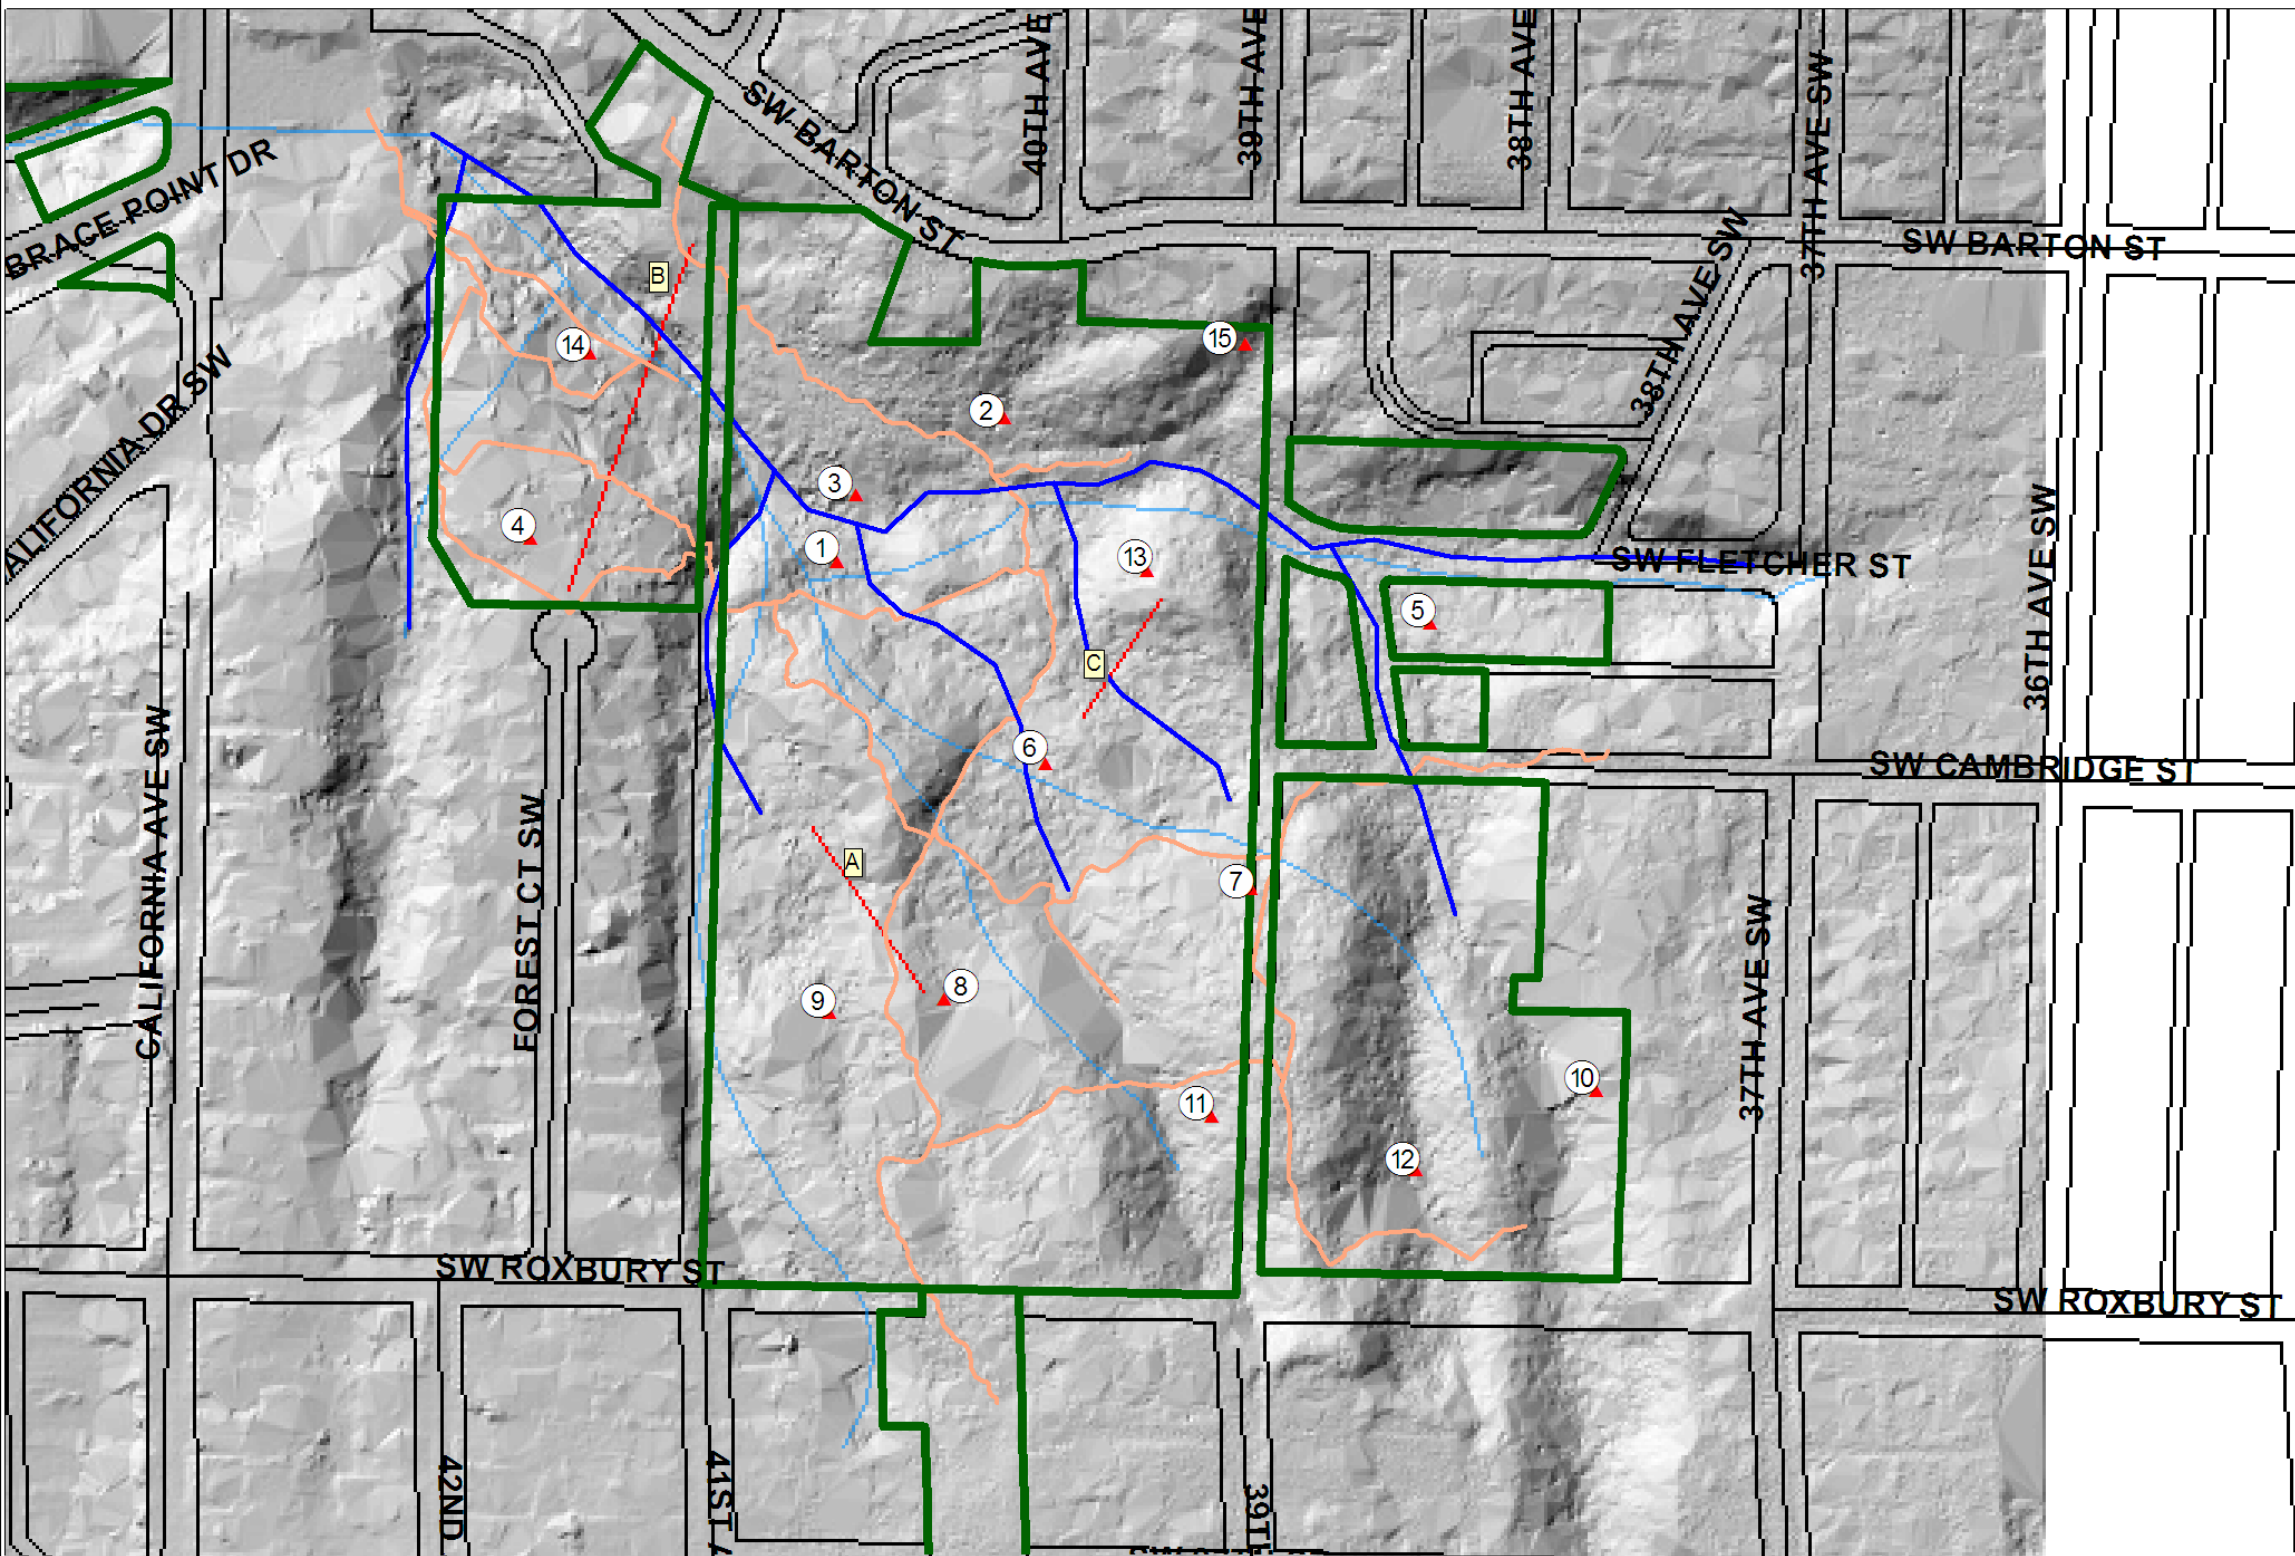 40TH AVE
39TH AVE
38TH AVE
37TH AVE SW
SW BARTON ST
BRACE POINT DR
38TH AVE SW
SW BARTON ST
B
14
15
CALIFORNIA DR SW
2
3
4
1
13
SW FLETCHER ST
5
36TH AVE SW
C
6
CALIFORNIA AVE SW
SW CAMBRIDGE ST
A
7
FOREST CT SW
9
8
37TH AVE SW
10
11
12
SW ROXBURY ST
SW ROXBURY ST
42ND
41ST